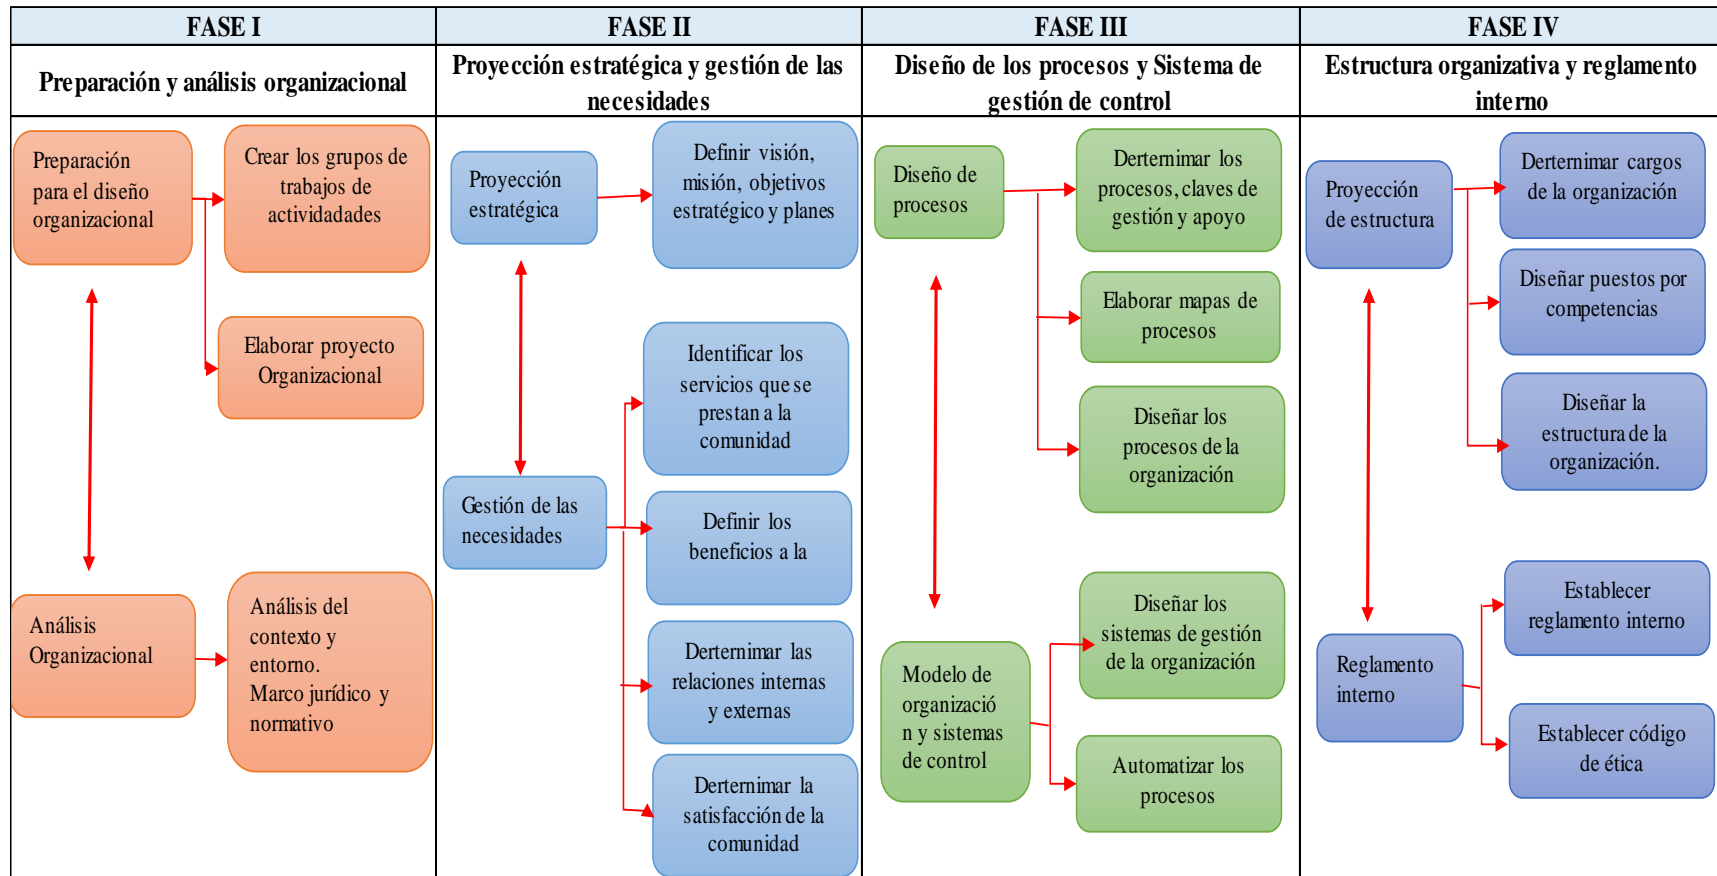 FASE I
FASE II
FASE III
FASE IV
Preparación y análisis organizacional
Proyección estratégica y gestión de las
necesidades
Diseño de los procesos y Sistema de
gestión de control
Estructura organizativa y reglamento
interno
Preparación
para el diseño
organizacional
Crear los grupos de
trabajos de
actividadades
Elaborar proyecto
Organizacional
Análisis
Organizacional
Análisis del
contexto y
entorno.
Marco jurídico y
normativo
Proyección
estratégica
Definir visión,
misión, objetivos
estratégico y planes
Identificar los
servicios que se
prestan a la
comunidad
Gestión de las
necesidades
Definir los
beneficios a la
Derternimar las
relaciones internas
y externas
Derternimar la
satisfacción de la
comunidad
Diseño de
procesos
Derternimar los
procesos, claves de
gestión y apoyo
Elaborar mapas de
procesos
Diseñar los
procesos de la
organización
Modelo de
organizació
n y sistemas
de control
Diseñar los
sistemas de gestión
de la organización
Automatizar los
procesos
Proyección
de estructura
Derternimar cargos
de la organización
Diseñar puestos por
competencias
Diseñar la
estructura de la
organización.
Reglamento
interno
Establecer
reglamento interno
Establecer código
de ética